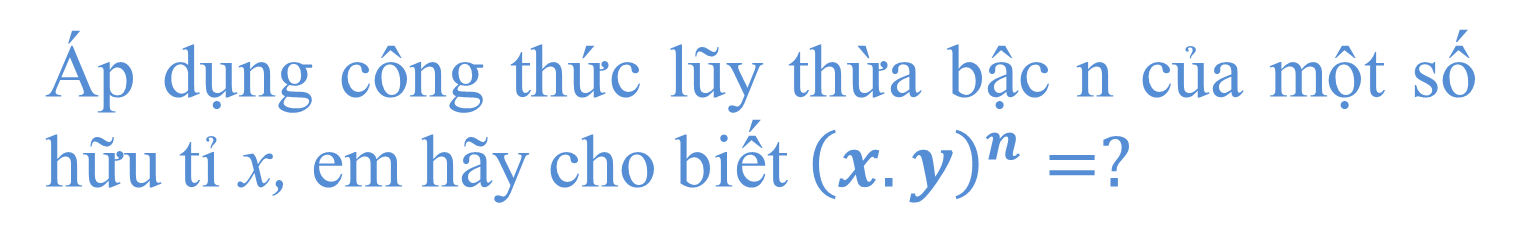 Áp dụng công thức lũy thừa bậc n của một số
hữu tỉ x, em hãy cho biết (x. y)ⁿ =?